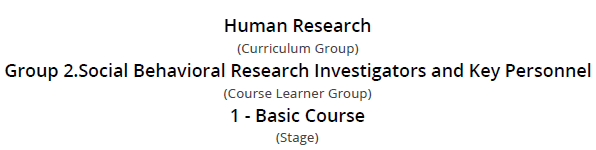 Human Research
(Curriculum Group)
Group 2.Social Behavioral Research Investigators and Key Personnel
(Course Learner Group)
1 - Basic Course
(Stage)